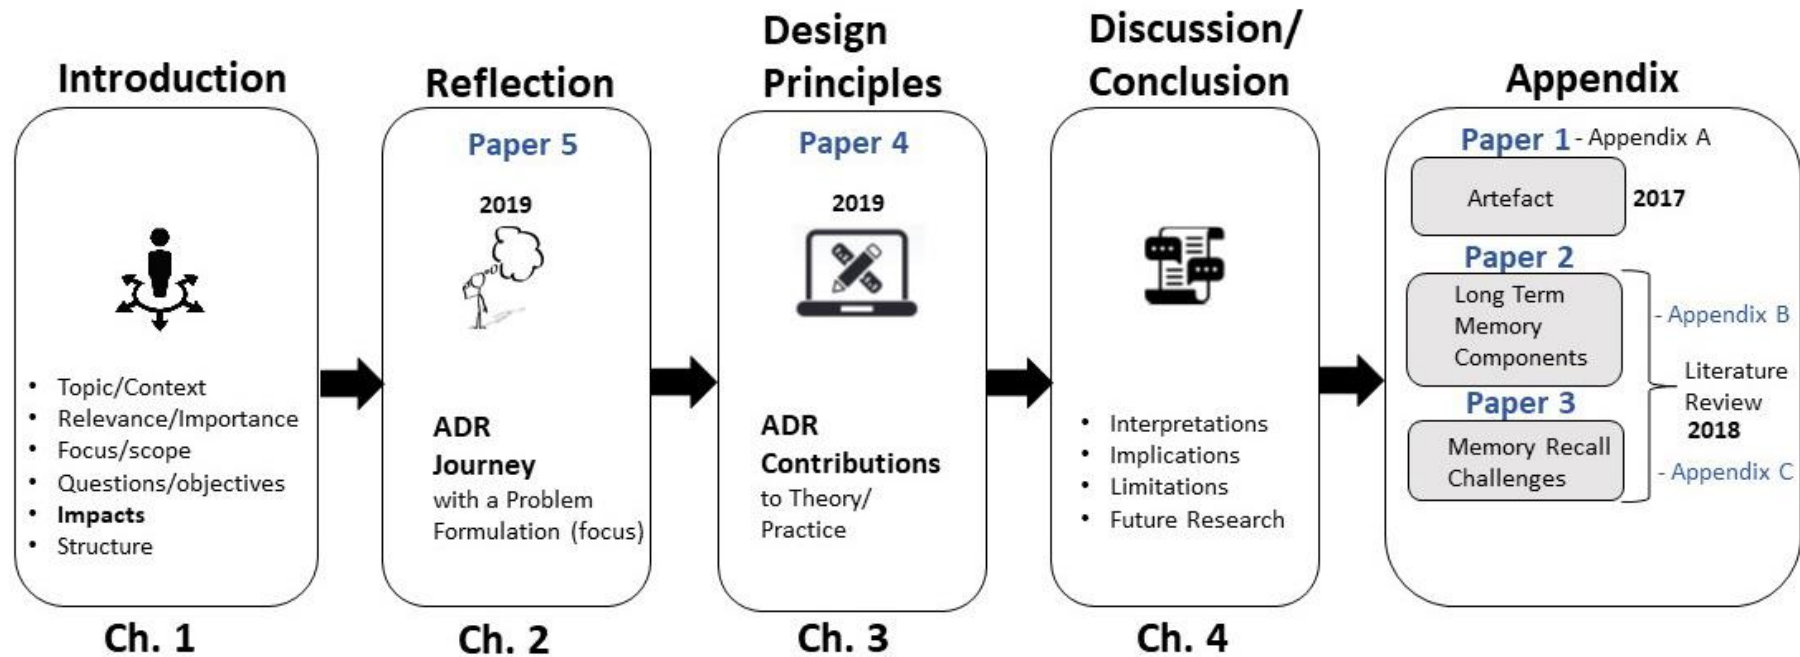 Introduction
• Topic/Context
• Relevance/Importance
• Focus/scope
• Questions/objectives
• Impacts
• Structure
Ch. 1
Reflection
Paper 5
2019
ADR
Journey
with a Problem
Formulation (focus)
Ch. 2
Design
Principles
Paper 4
2019
ADR
Contributions
to Theory/
Practice
Ch. 3
Discussion/
Conclusion
• Interpretations
• Implications
• Limitations
• Future Research
Ch. 4
Appendix
Paper 1 - Appendix A
Artefact
2017
Paper 2
Long Term
Memory
Components
- Appendix B
Literature
Review
2018
Paper 3
Memory Recall
Challenges
- Appendix C